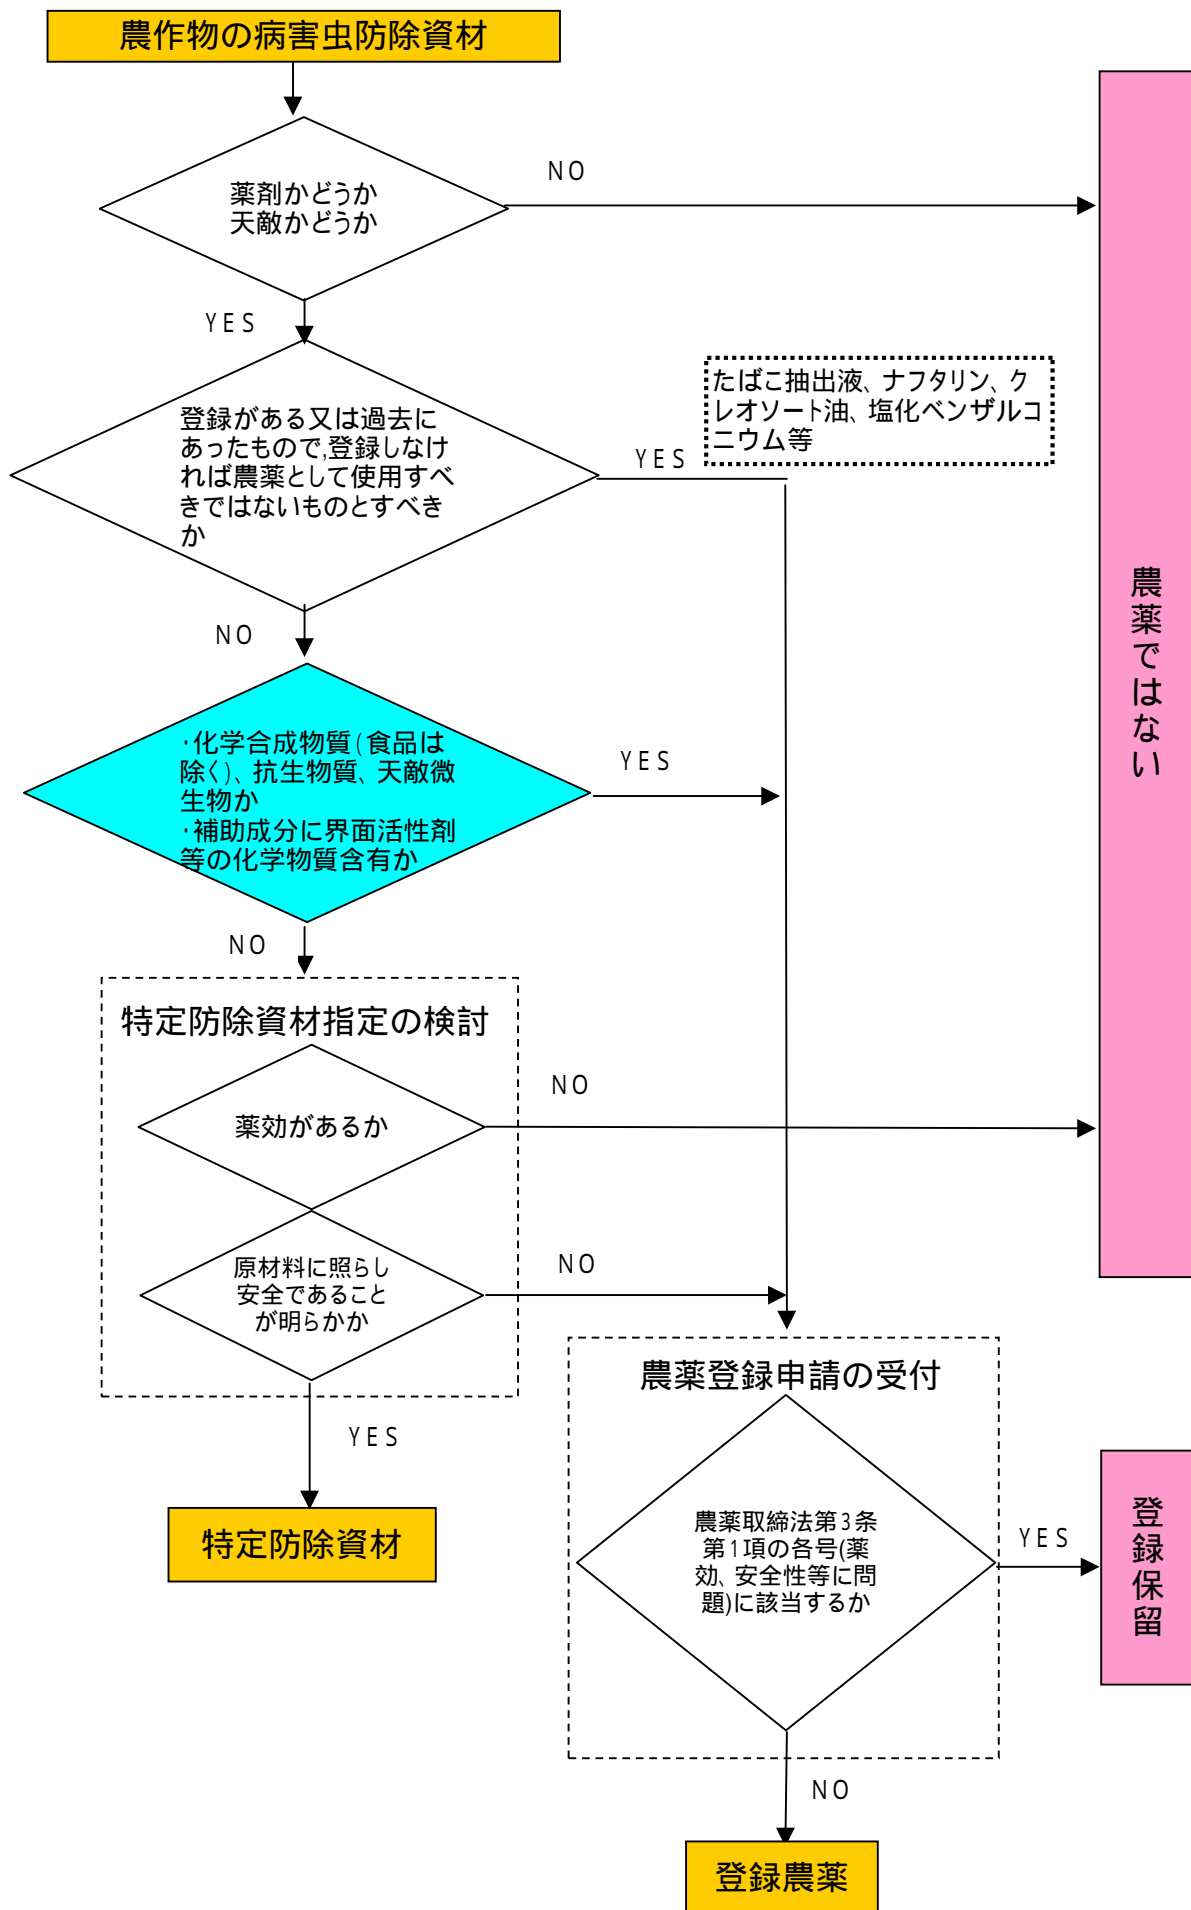 農作物の病害虫防除資材
薬剤かどうか
天敵かどうか
NO
YES
登録がある又は過去に
あったもので,登録しなけ
れば農薬として使用すべ
きではないものとすべき
か
YES
たばこ抽出液、ナフタリン、ク
レオソート油、塩化ベンザルコ
ニウム等
NO
・化学合成物質(食品は
除く)、抗生物質、天敵微
生物か
・補助成分に界面活性剤
等の化学物質含有か
YES
NO
特定防除資材指定の検討
薬効があるか
NO
原材料に照らし
安全であること
が明らかか
NO
YES
特定防除資材
農薬ではない
農薬登録申請の受付
農薬取締法第3条
第1項の各号(薬
効、安全性等に問
題)に該当するか
YES
登録保留
NO
登録農薬